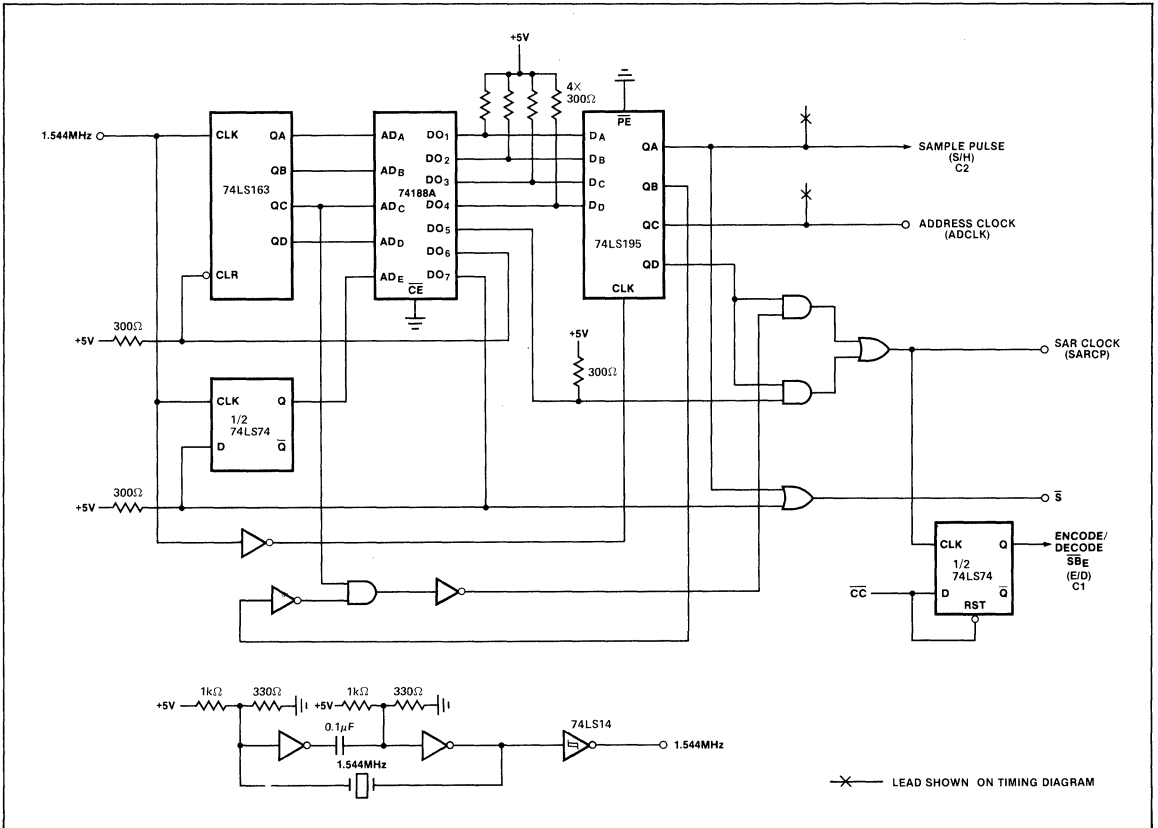 +5V
4X
300Ω
1.544MHz
CLK
QA
QB
74LS163
QC
QD
CLR
ADA
ADB
ADC
ADD
ADE
74188A
DO1
DO2
DO3
DO4
DO5
DO6
DO7
CE
PE
DA
DB
DC
DD
QA
QB
QC
74LS195
QD
CLK
SAMPLE PULSE
(S/H)
C2
ADDRESS CLOCK
(ADCLK)
300Ω
+5V
+5V
300Ω
SAR CLOCK
(SARCP)
CLK
Q
1/2
74LS74
D
Q
300Ω
+5V
S
CLK
Q
1/2
74LS74
D
Q
RST
CC
ENCODE/
DECODE
SBE
(E/D)
C1
1kΩ
330Ω
1kΩ
330Ω
+5V
+5V
0.1μF
74LS14
1.544MHz
1.544MHz
LEAD SHOWN ON TIMING DIAGRAM